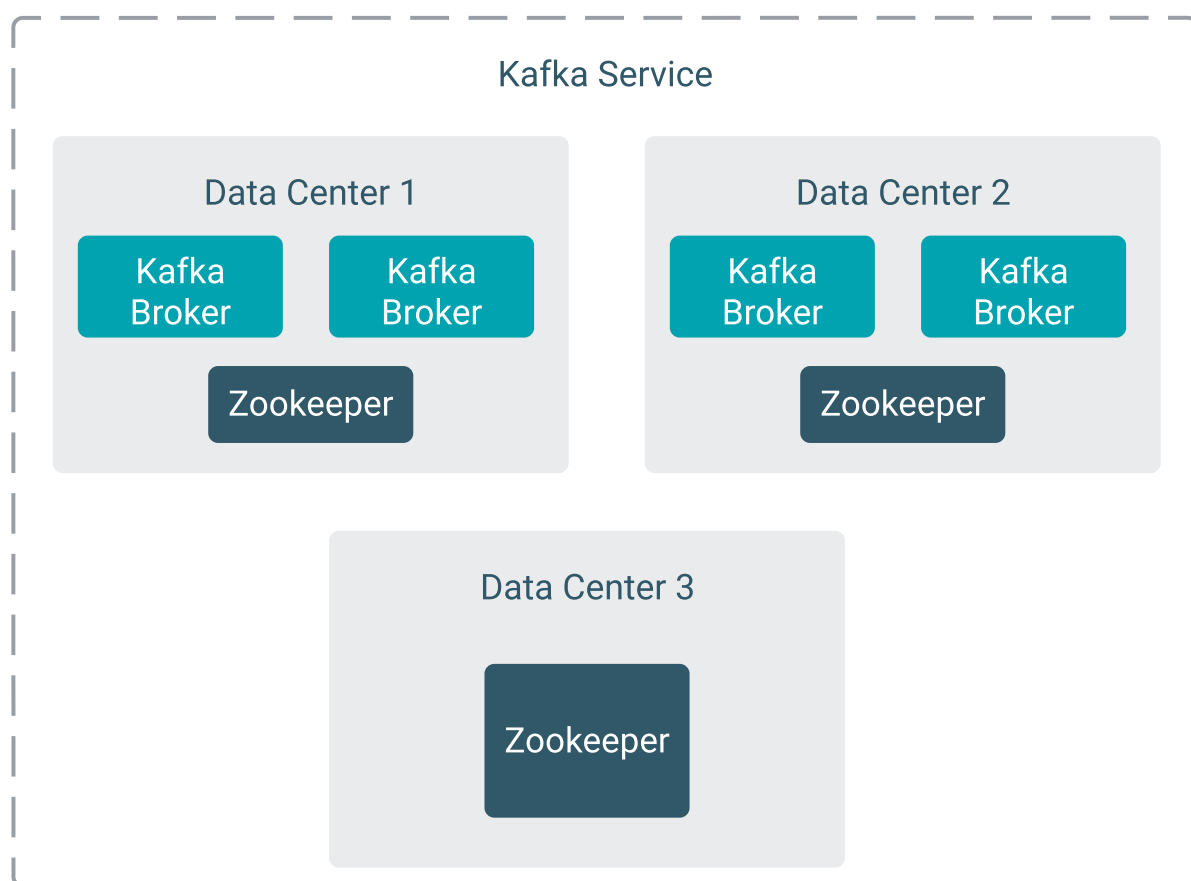 Kafka Service
Data Center 1
Kafka
Broker
Kafka
Broker
Zookeeper
Data Center 2
Kafka
Broker
Kafka
Broker
Zookeeper
Data Center 3
Zookeeper